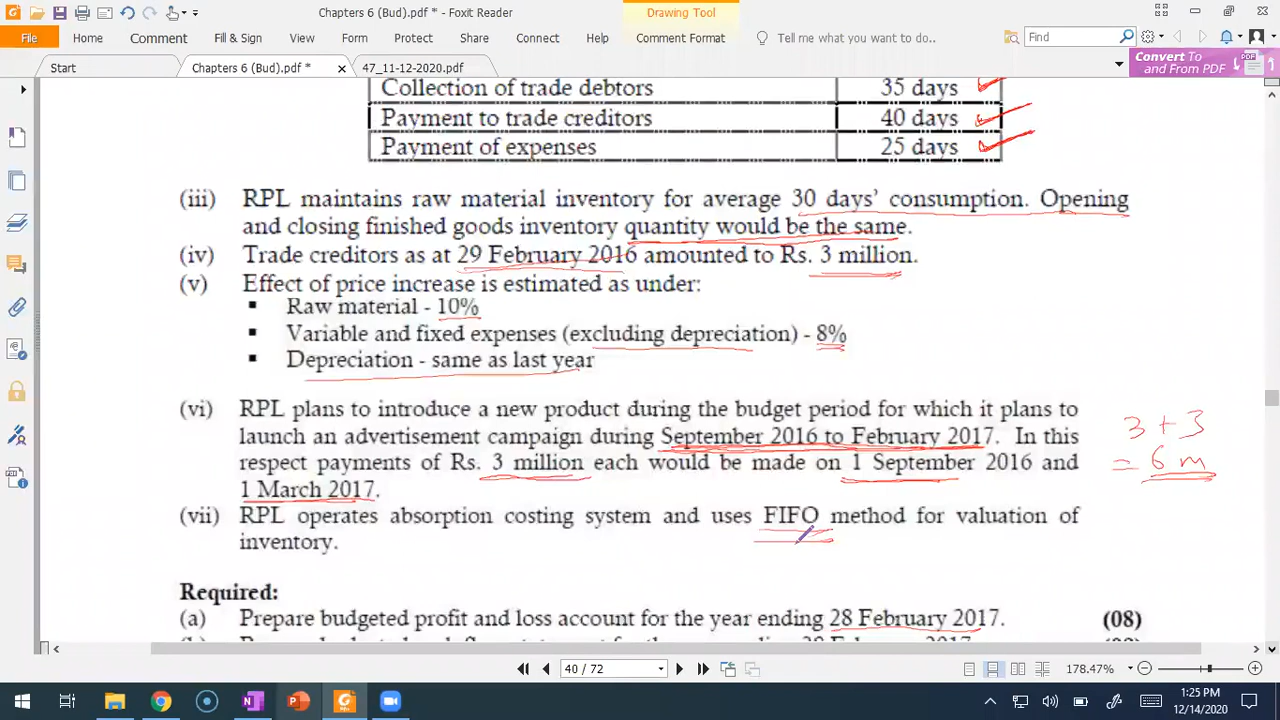 Chapters 6 (Bud).pdf * - Foxit Reader
Drawing Tool
File
Home
Comment
Fill & Sign
View
Form
Protect
Share
Connect
Help
Comment Format
Tell me what you want to do..
Find
Start
Chapters 6 (Bud).pdf *
47_11-12-2020.pdf
Convert To
and From PDF
Collection of trade debtors 35 days
Payment to trade creditors 40 days
Payment of expenses 25 days
(iii) RPL maintains raw material inventory for average 30 days' consumption. Opening
and closing finished goods inventory quantity would be the same.
(iv) Trade creditors as at 29 February 2016 amounted to Rs. 3 million.
(v) Effect of price increase is estimated as under:
▪ Raw material - 10%
▪ Variable and fixed expenses (excluding depreciation) - 8%
▪ Depreciation - same as last year
(vi) RPL plans to introduce a new product during the budget period for which it plans to
launch an advertisement campaign during September 2016 to February 2017. In this
respect payments of Rs. 3 million each would be made on 1 September 2016 and
1 March 2017.
3 + 3
= 6 m
(vii) RPL operates absorption costing system and uses FIFO method for valuation of
inventory.
Required:
(a) Prepare budgeted profit and loss account for the year ending 28 February 2017. (08)
40 / 72
178.47%
1:25 PM
12/14/2020